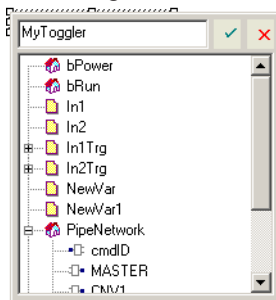 MyToggler
bPower
bRun
In1
In2
In1Trg
In2Trg
NewVar
NewVar1
PipeNetwork
cmdID
MASTER
CNV1